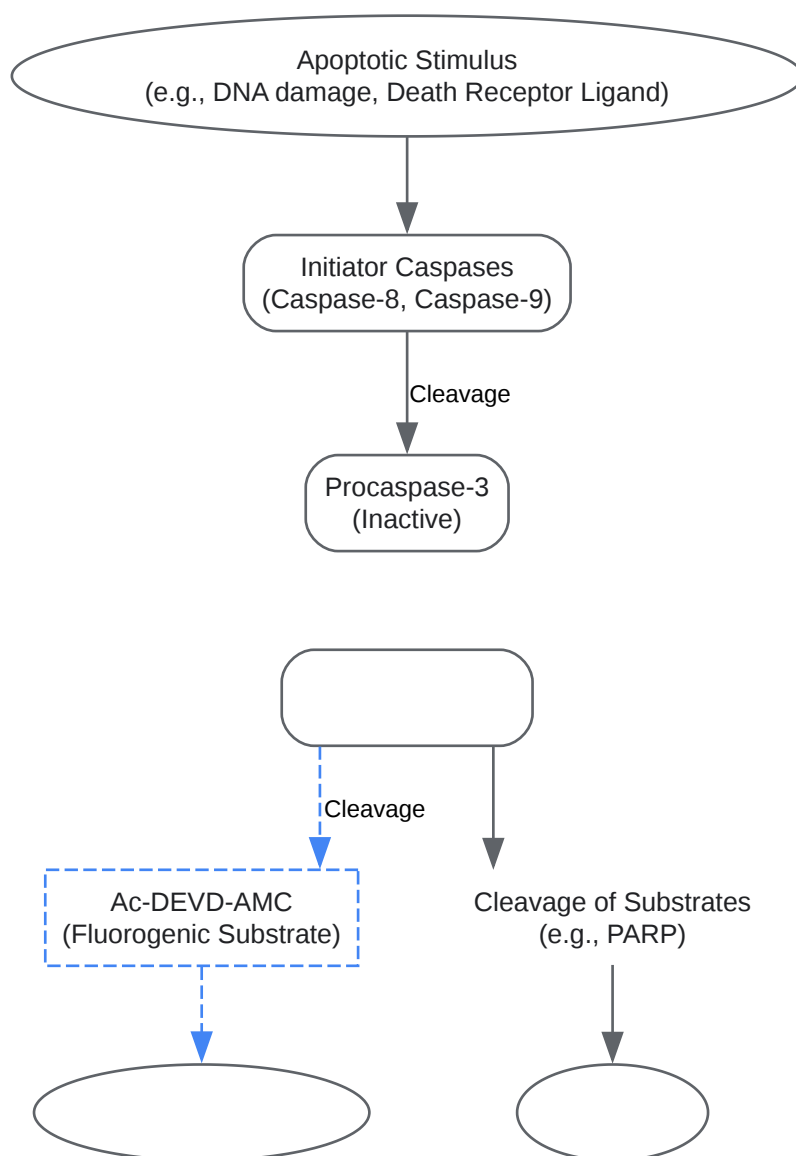 Apoptotic Stimulus
(e.g., DNA damage, Death Receptor Ligand)
Initiator Caspases
(Caspase-8, Caspase-9)
Cleavage
Procaspase-3
(Inactive)
Cleavage
Ac-DEVD-AMC
(Fluorogenic Substrate)
Cleavage of Substrates
(e.g., PARP)